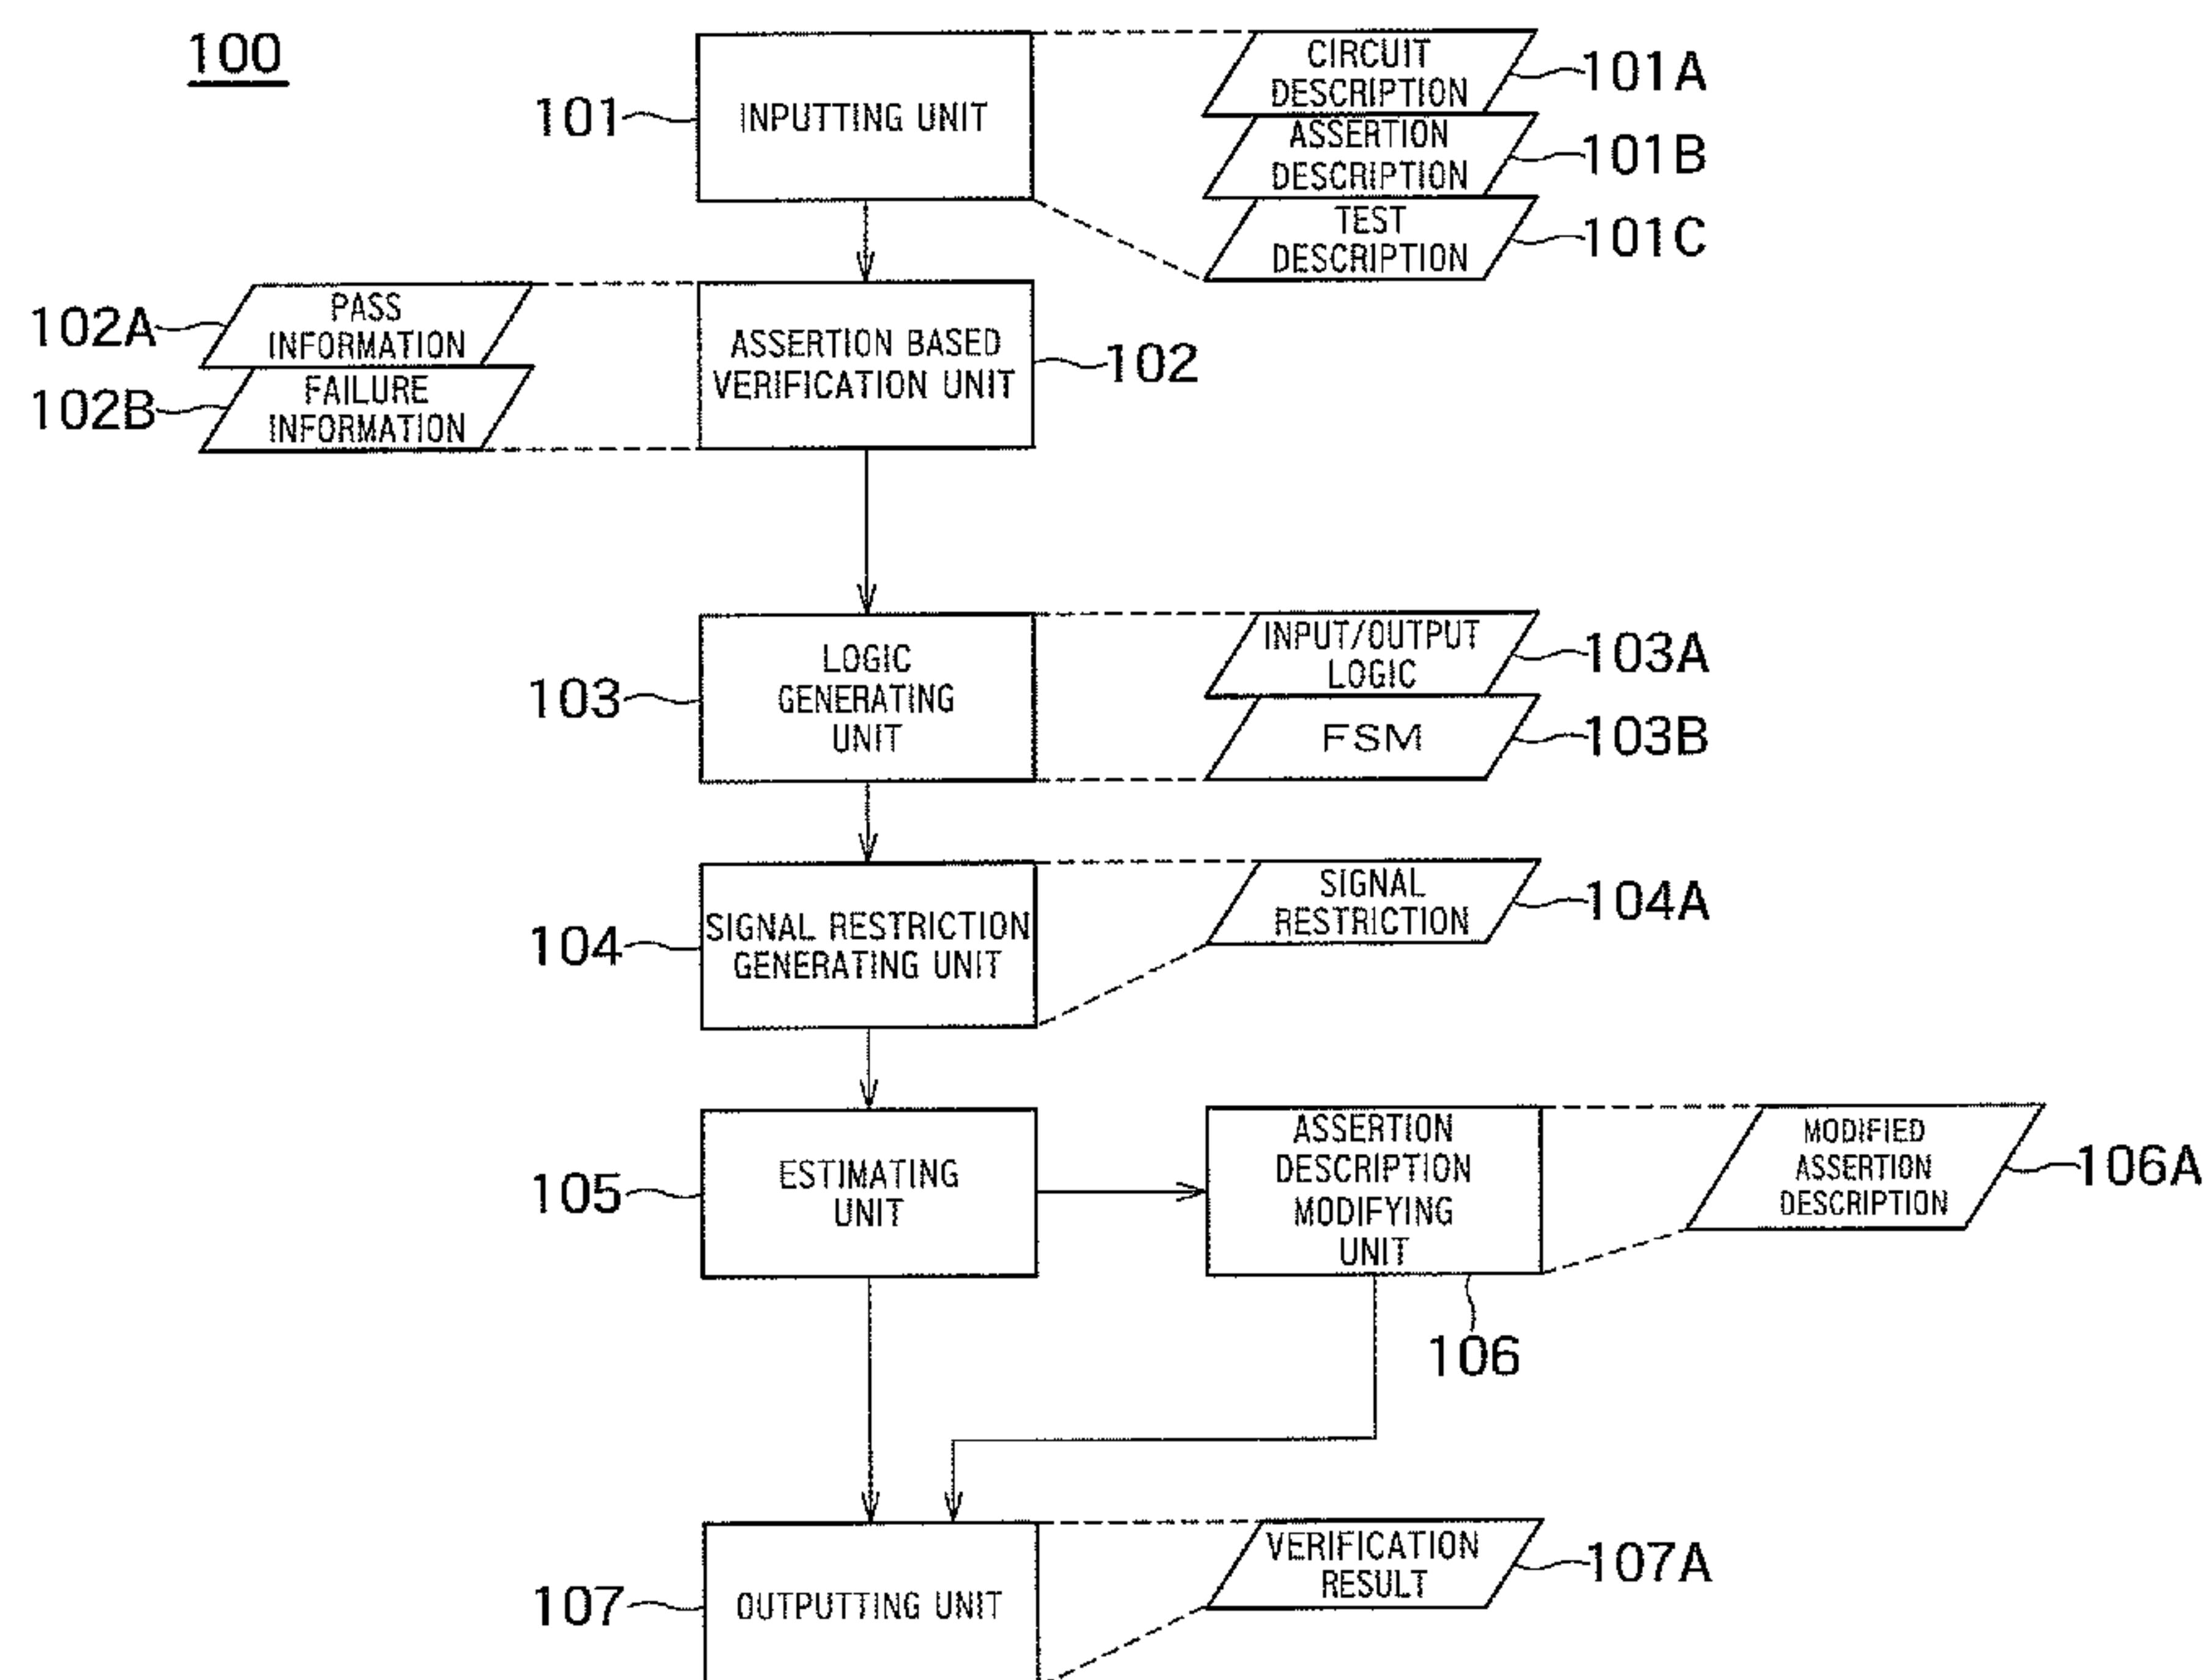 100
101
INPUTTING UNIT
CIRCUIT
DESCRIPTION
101A
ASSERTION
DESCRIPTION
101B
TEST
DESCRIPTION
101C
102A
PASS
INFORMATION
102B
FAILURE
INFORMATION
ASSERTION BASED
VERIFICATION UNIT
102
103
LOGIC
GENERATING
UNIT
INPUT/OUTPUT
LOGIC
103A
FSM
103B
104
SIGNAL RESTRICTION
GENERATING UNIT
SIGNAL
RESTRICTION
104A
105
ESTIMATING
UNIT
ASSERTION
DESCRIPTION
MODIFYING
UNIT
106
MODIFIED
ASSERTION
DESCRIPTION
106A
107
OUTPUTTING UNIT
VERIFICATION
RESULT
107A